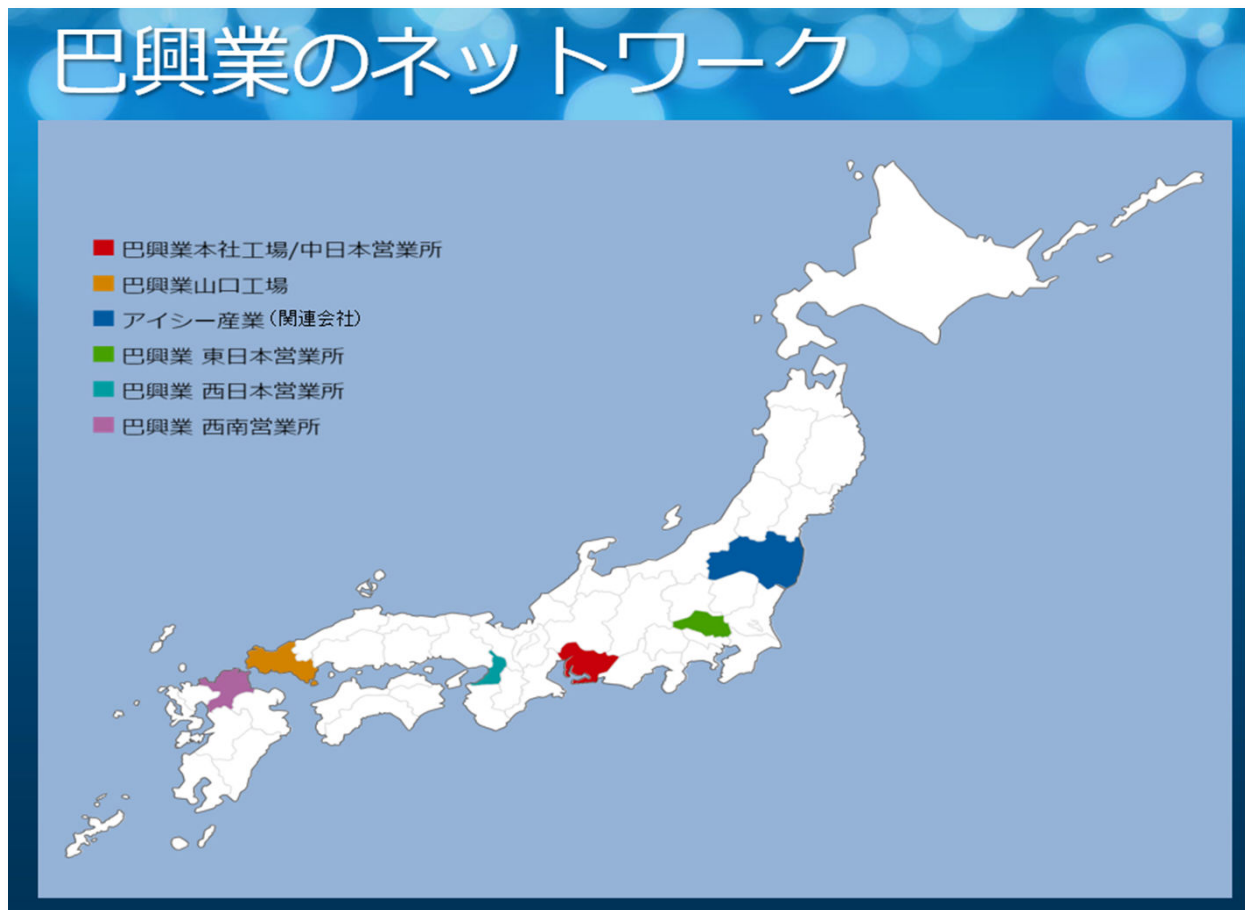 巴興業のネットワーク
巴興業本社工場/中日本営業所
巴興業山口工場
アイシー産業(関連会社)
巴興業 東日本営業所
巴興業 西日本営業所
巴興業 西南営業所